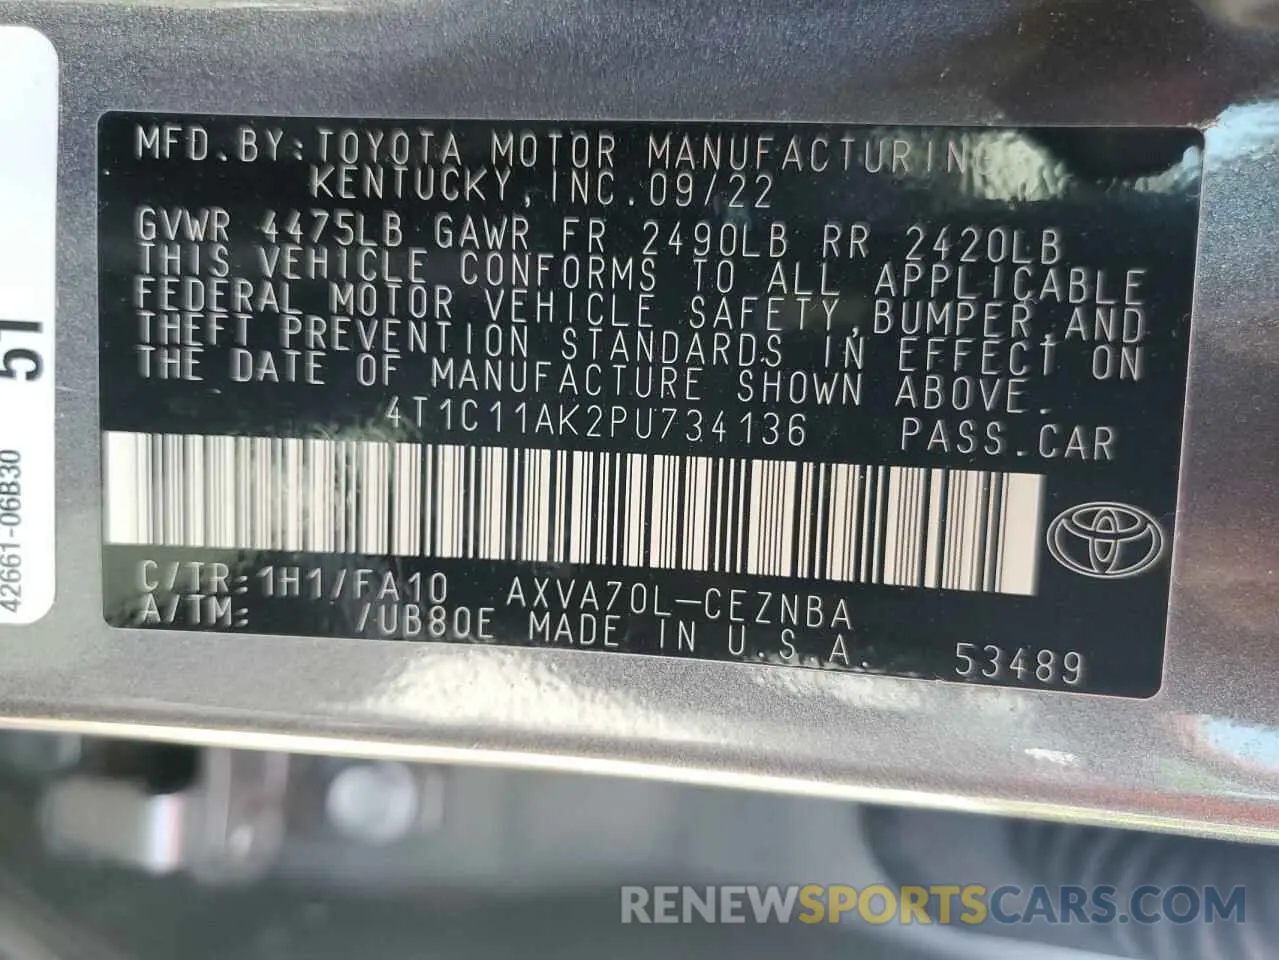 MFD.BY:TOYOTA MOTOR MANUFACTURING
KENTUCKY,INC.09/22
GVWR 4475LB GAWR FR 2490LB RR 2420LB
THIS VEHICLE CONFORMS TO ALL APPLICABLE
FEDERAL MOTOR VEHICLE SAFETY,BUMPER,AND
THEFT PREVENTION STANDARDS IN EFFECT ON
THE DATE OF MANUFACTURE SHOWN ABOVE.
4T1C11AK2PU734136 PASS.CAR
C/TR:1H1/FA10 AXVA70L-CEZNBA
A/TM: /UB80E MADE IN U.S.A.
53489
51
42661-06B30
RENEWSPORTSCARS.COM